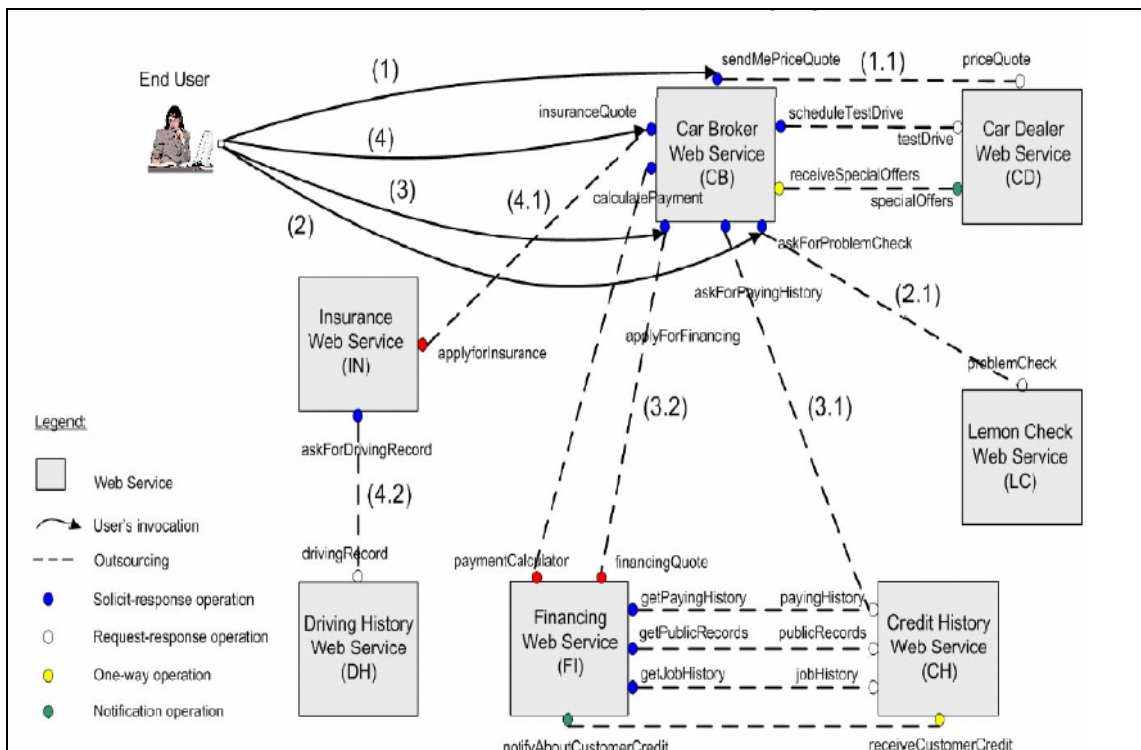 End User
(1)
sendMePriceQuote
(1.1)
priceQuote
insuranceQuote
(4)
Car Broker
Web Service
(CB)
scheduleTestDrive
testDrive
Car Dealer
Web Service
(CD)
receiveSpecialOffers
specialOffers
(3)
(4.1)
calculatePayment
(2)
askForProblemCheck
askForPayingHistory
(2.1)
Insurance
Web Service
(IN)
applyforInsurance
applyForFinancing
problemCheck
(3.2)
(3.1)
Lemon Check
Web Service
(LC)
Legend:
Web Service
User's invocation
Outsourcing
Solicit-response operation
Request-response operation
One-way operation
Notification operation
askForDrivingRecord
(4.2)
drivingRecord
Driving History
Web Service
(DH)
paymentCalculator
financingQuote
Financing
Web Service
(FI)
getPayingHistory
payingHistory
getPublicRecords
publicRecords
getJobHistory
jobHistory
Credit History
Web Service
(CH)
notifyAboutCustomerCredit
receiveCustomerCredit